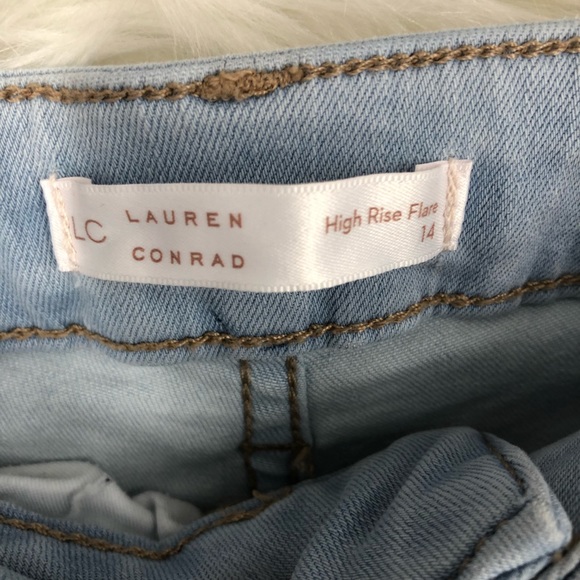 LC LAUREN CONRAD
High Rise Flare
14